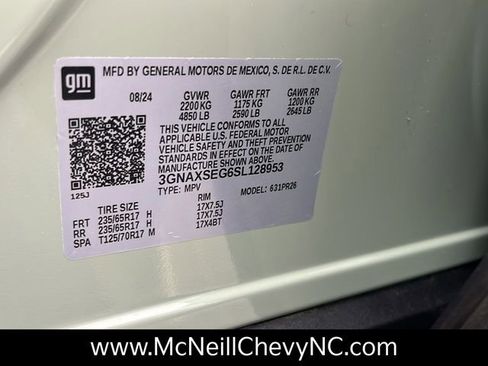 gm
MFD BY GENERAL MOTORS DE MEXICO, S. DE R.L. DE C.V.
08/24 GVWR GAWR FRT GAWR RR
2200 KG 1175 KG 1200 KG
4850 LB 2590 LB 2645 LB
THIS VEHICLE CONFORMS TO ALL
APPLICABLE U.S. FEDERAL MOTOR
VEHICLE SAFETY AND THEFT PREVENTION
STANDARDS IN EFFECT ON THE DATE OF
MANUFACTURE SHOWN ABOVE.
3GNAXSEG6SL128953
125J TYPE: MPV MODEL: 631PR26
TIRE SIZE RIM
FRT 235/65R17 H 17X7.5J
RR 235/65R17 H 17X7.5J
SPA T125/70R17 M 17X4BT
www.McNeillChevyNC.com